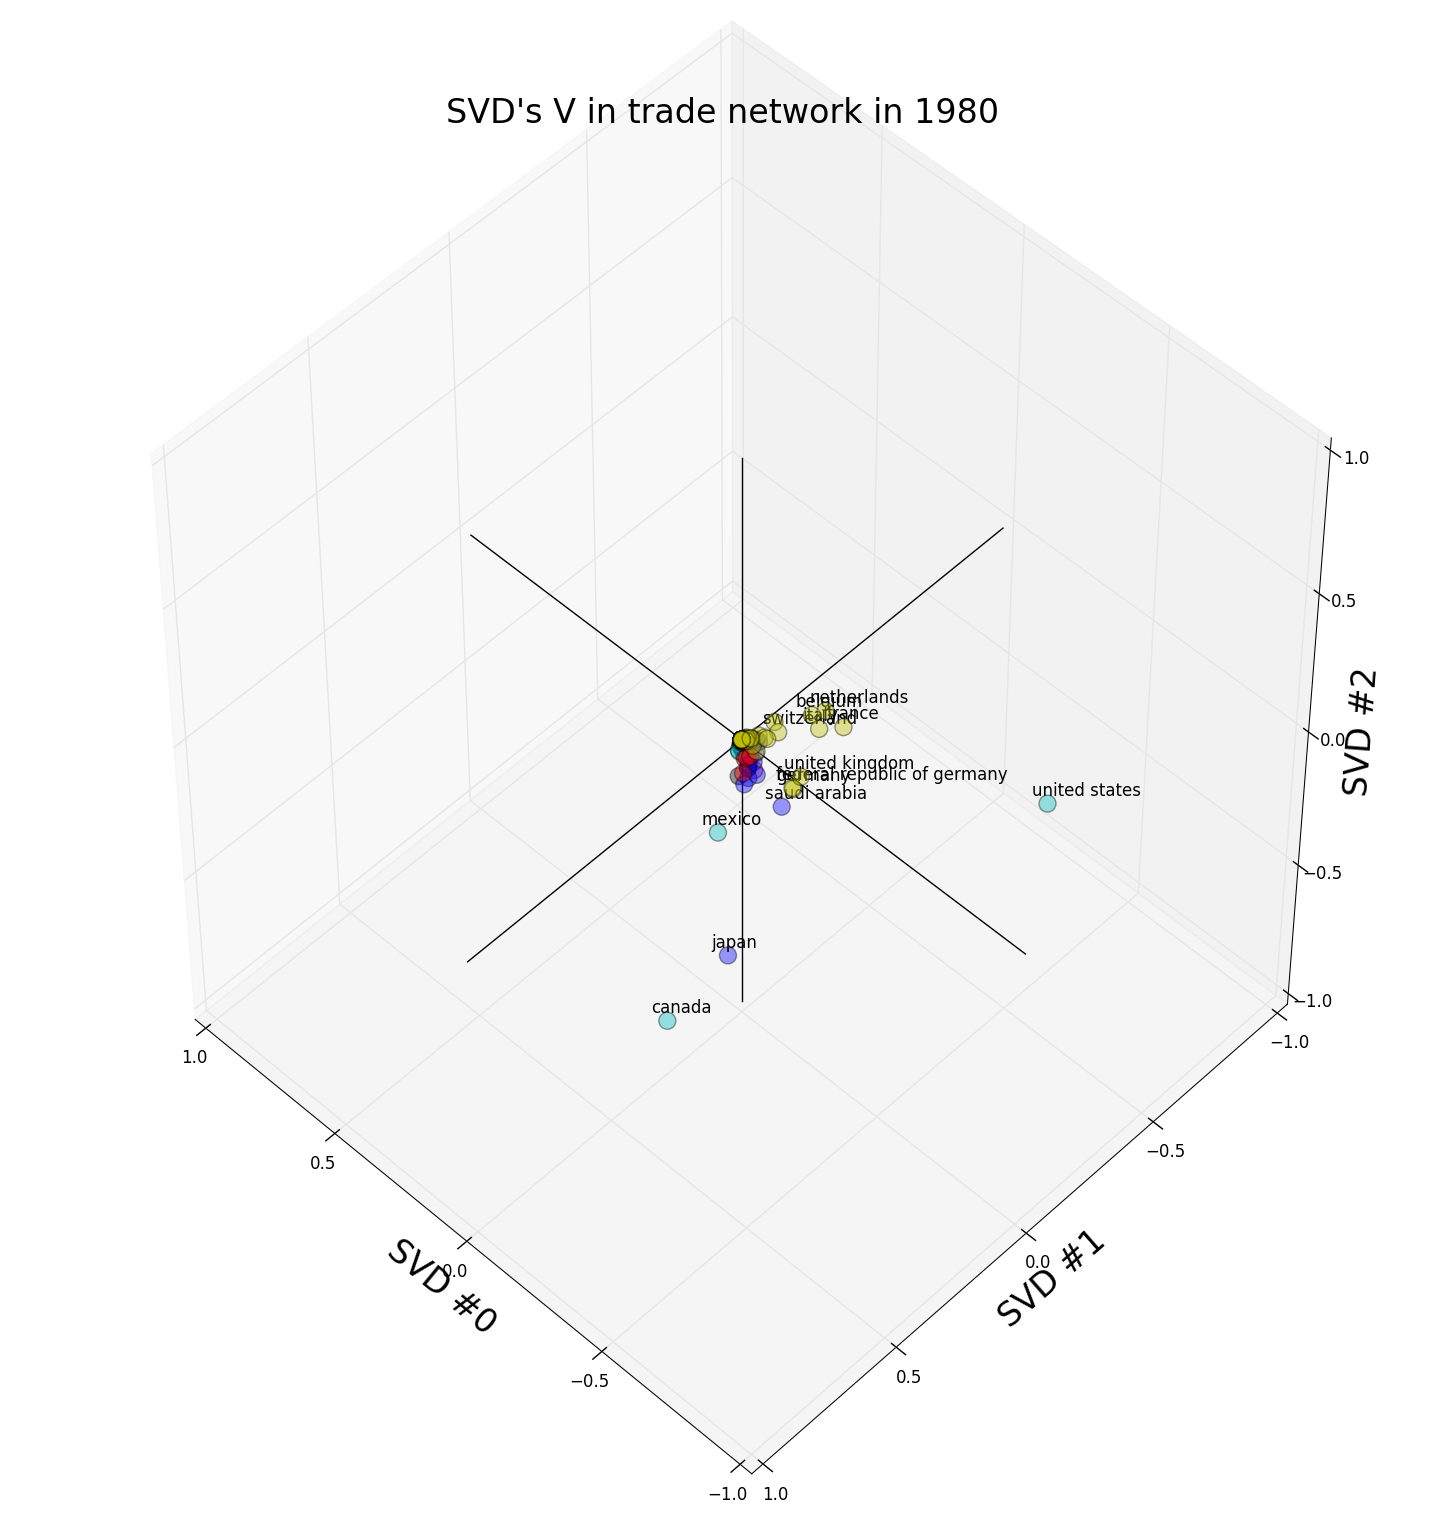 SVD's V in trade network in 1980
1.0
0.5
0.0
−0.5
−1.0
SVD #2
netherlands
belgium
italy
france
switzerland
united kingdom
federal republic of germany
germany
united states
saudi arabia
mexico
japan
canada
1.0
0.5
0.0
−0.5
−1.0
SVD #0
−1.0
−0.5
0.0
0.5
1.0
SVD #1